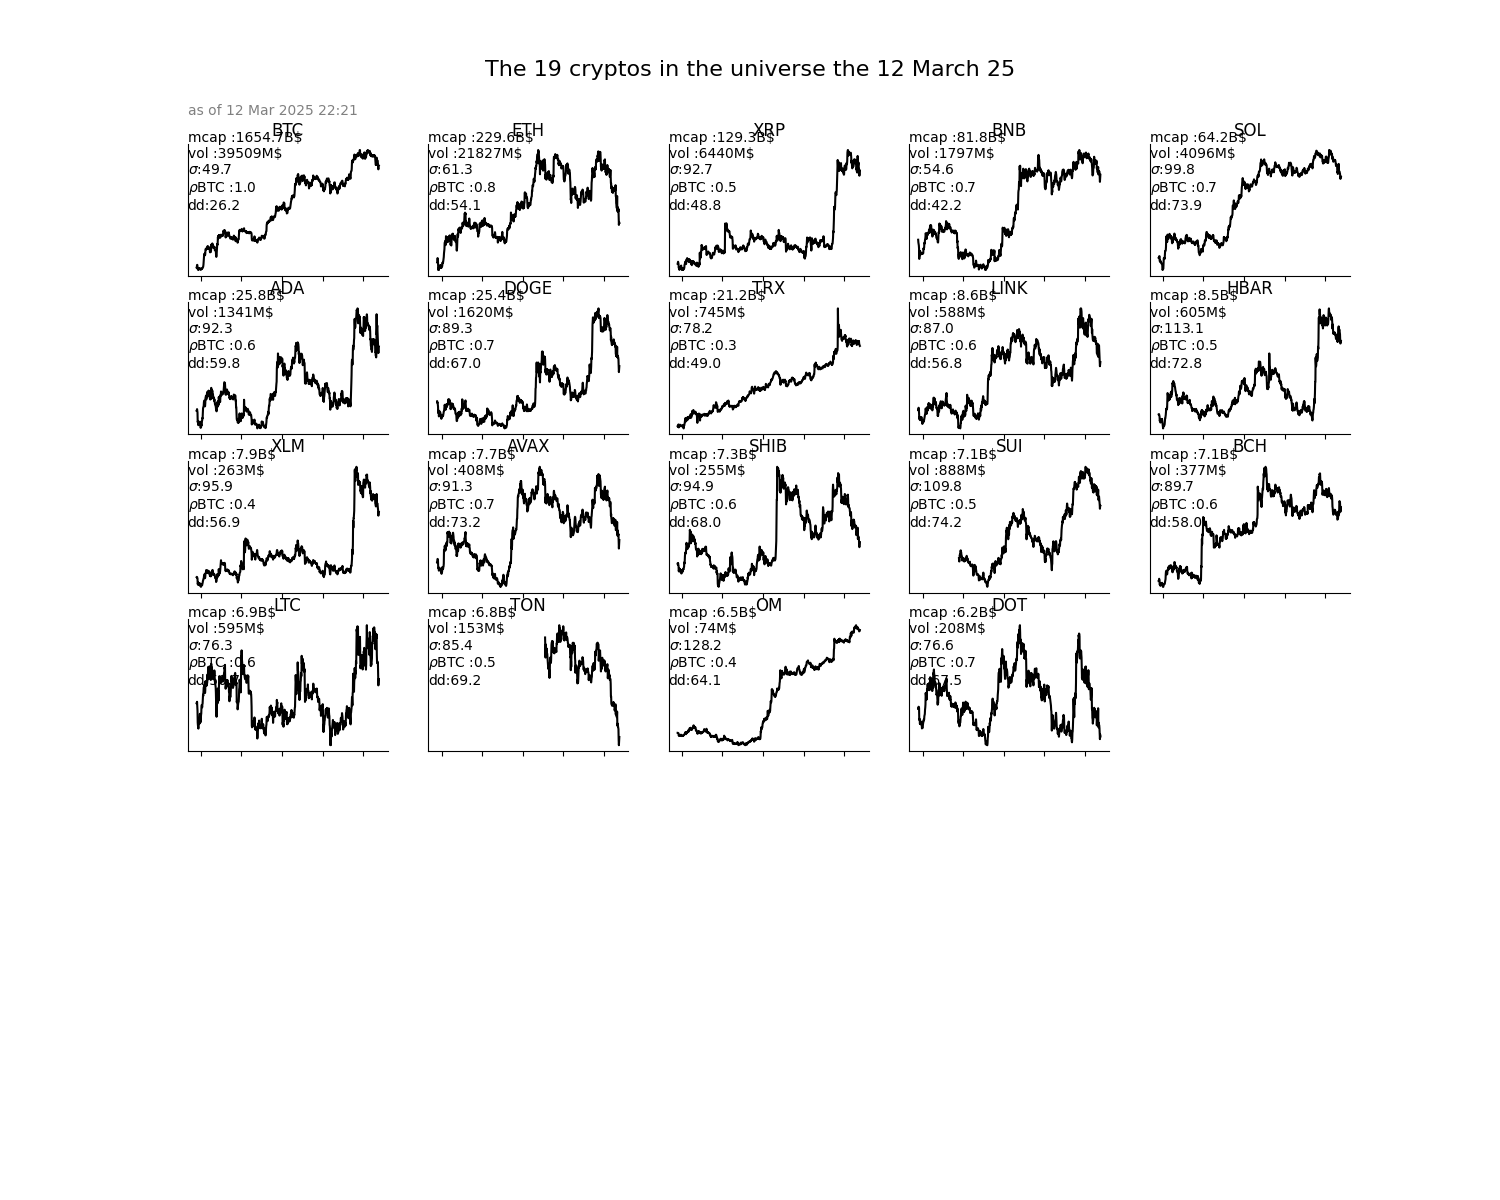 The 19 cryptos in the universe the 12 March 25
as of 12 Mar 2025 22:21
BTC
mcap :1654.7B$
vol :39509M$
σ:49.7
ρBTC :1.0
dd:26.2
ETH
mcap :229.6B$
vol :21827M$
σ:61.3
ρBTC :0.8
dd:54.1
XRP
mcap :129.3B$
vol :6440M$
σ:92.7
ρBTC :0.5
dd:48.8
BNB
mcap :81.8B$
vol :1797M$
σ:54.6
ρBTC :0.7
dd:42.2
SOL
mcap :64.2B$
vol :4096M$
σ:99.8
ρBTC :0.7
dd:73.9
ADA
mcap :25.8B$
vol :1341M$
σ:92.3
ρBTC :0.6
dd:59.8
DOGE
mcap :25.4B$
vol :1620M$
σ:89.3
ρBTC :0.7
dd:67.0
TRX
mcap :21.2B$
vol :745M$
σ:78.2
ρBTC :0.3
dd:49.0
LINK
mcap :8.6B$
vol :588M$
σ:87.0
ρBTC :0.6
dd:56.8
HBAR
mcap :8.5B$
vol :605M$
σ:113.1
ρBTC :0.5
dd:72.8
XLM
mcap :7.9B$
vol :263M$
σ:95.9
ρBTC :0.4
dd:56.9
AVAX
mcap :7.7B$
vol :408M$
σ:91.3
ρBTC :0.7
dd:73.2
SHIB
mcap :7.3B$
vol :255M$
σ:94.9
ρBTC :0.6
dd:68.0
SUI
mcap :7.1B$
vol :888M$
σ:109.8
ρBTC :0.5
dd:74.2
BCH
mcap :7.1B$
vol :377M$
σ:89.7
ρBTC :0.6
dd:58.0
LTC
mcap :6.9B$
vol :595M$
σ:76.3
ρBTC :0.6
TON
mcap :6.8B$
vol :153M$
σ:85.4
ρBTC :0.5
dd:69.2
OM
mcap :6.5B$
vol :74M$
σ:128.2
ρBTC :0.4
dd:64.1
DOT
mcap :6.2B$
vol :208M$
σ:76.6
ρBTC :0.7
dd:67.5